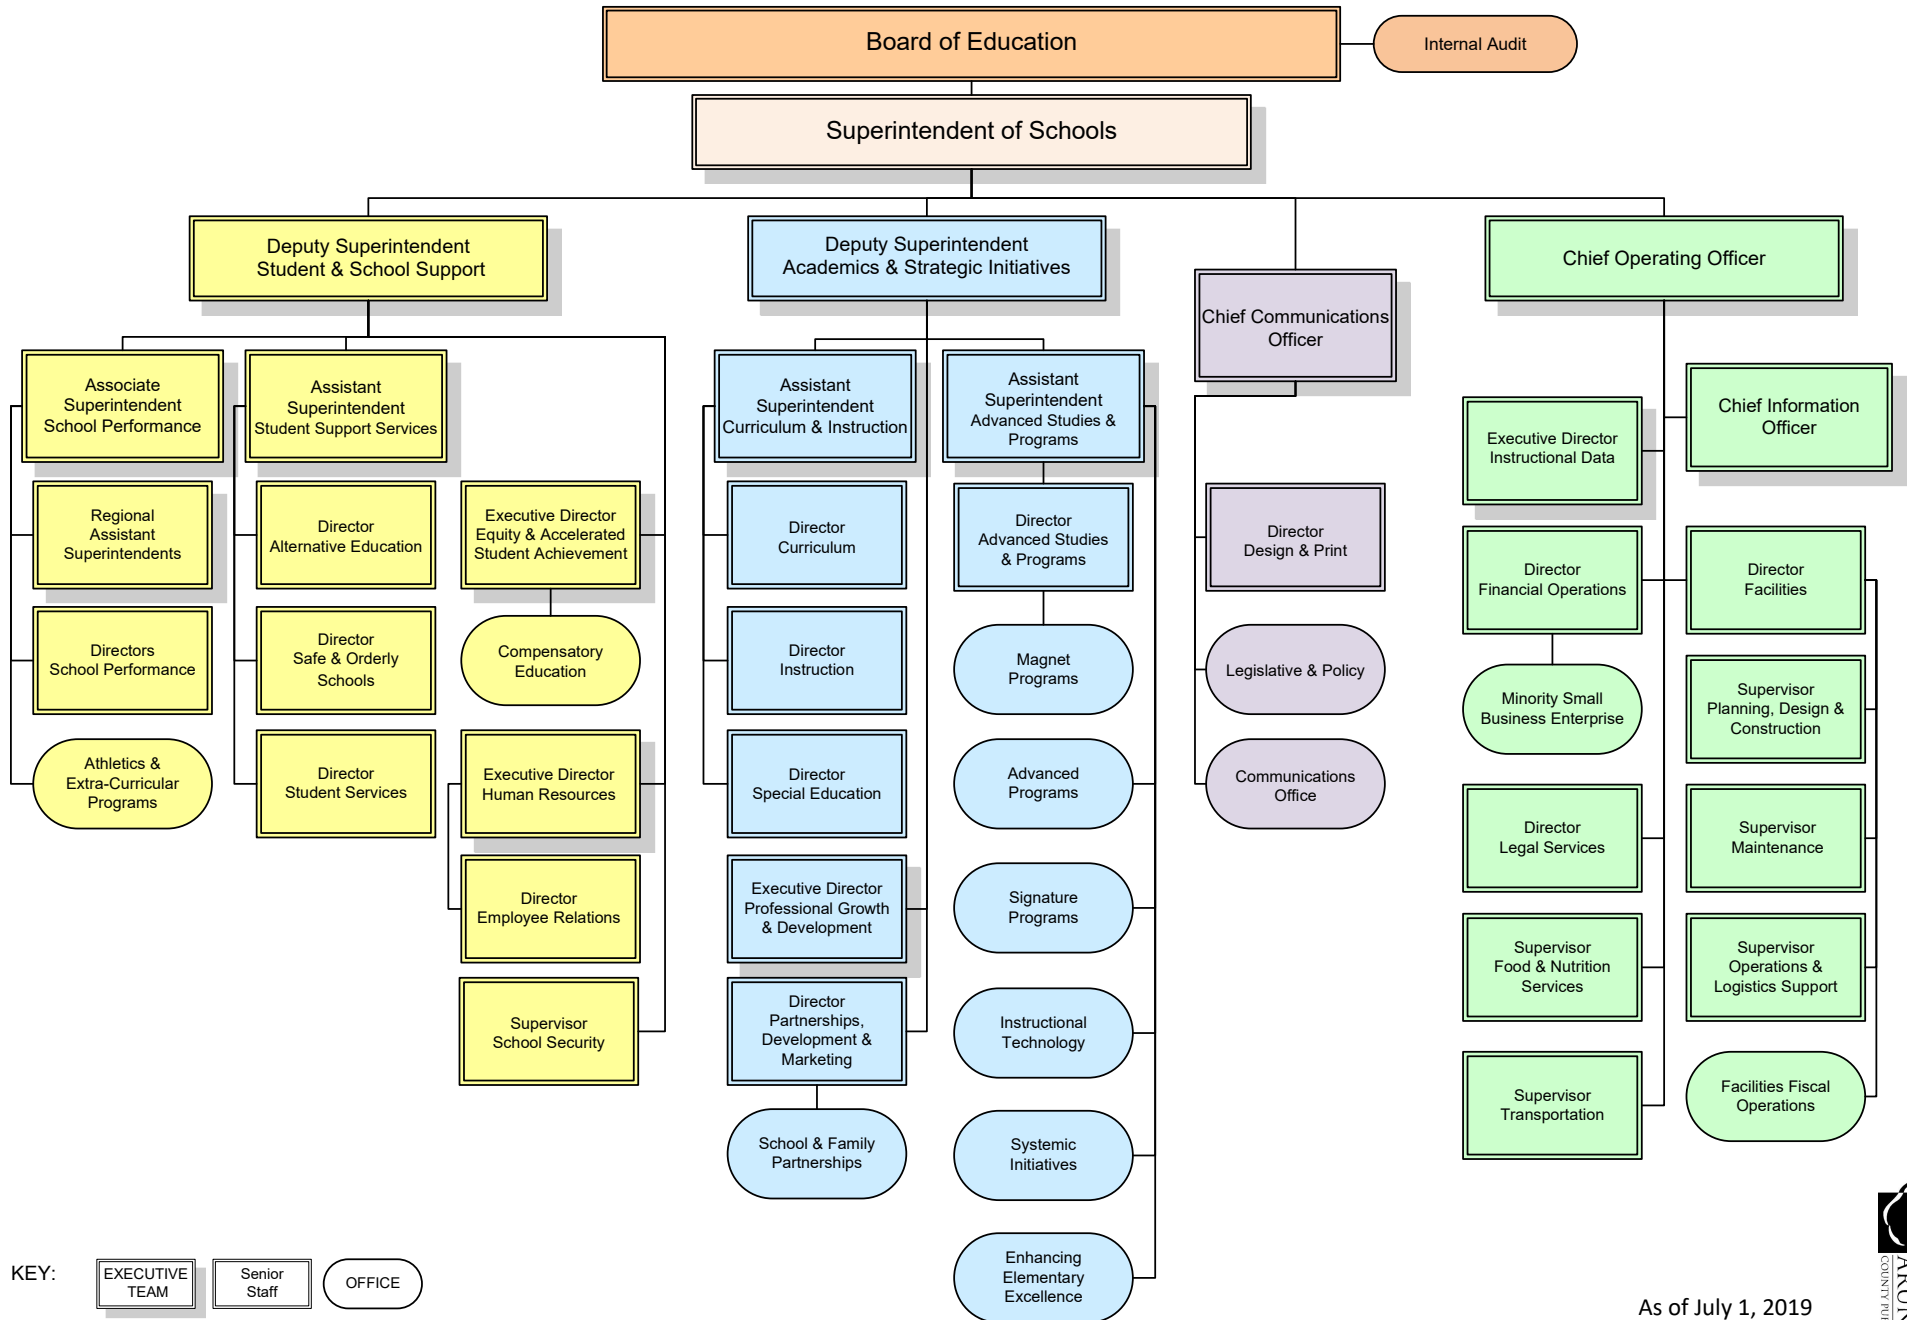 Board of Education
Internal Audit
Superintendent of Schools
Deputy Superintendent
Student & School Support
Deputy Superintendent
Academics & Strategic Initiatives
Chief Communications
Officer
Chief Operating Officer
Associate
Superintendent
School Performance
Assistant
Superintendent
Student Support Services
Regional
Assistant
Superintendents
Directors
School Performance
Athletics &
Extra-Curricular
Programs
Director
Alternative Education
Director
Safe & Orderly
Schools
Director
Student Services
Executive Director
Equity & Accelerated
Student Achievement
Compensatory
Education
Executive Director
Human Resources
Director
Employee Relations
Supervisor
School Security
Assistant
Superintendent
Curriculum & Instruction
Director
Curriculum
Director
Instruction
Director
Special Education
Executive Director
Professional Growth
& Development
Director
Partnerships,
Development &
Marketing
School & Family
Partnerships
Assistant
Superintendent
Advanced Studies &
Programs
Director
Advanced Studies
& Programs
Magnet
Programs
Advanced
Programs
Signature
Programs
Instructional
Technology
Systemic
Initiatives
Enhancing
Elementary
Excellence
Director
Design & Print
Legislative & Policy
Communications
Office
Executive Director
Instructional Data
Director
Financial Operations
Minority Small
Business Enterprise
Director
Legal Services
Supervisor
Food & Nutrition
Services
Supervisor
Transportation
Chief Information
Officer
Director
Facilities
Supervisor
Planning, Design &
Construction
Supervisor
Maintenance
Supervisor
Operations &
Logistics Support
Facilities Fiscal
Operations
KEY:
EXECUTIVE
TEAM
Senior
Staff
OFFICE
As of July 1, 2019
COUNTY